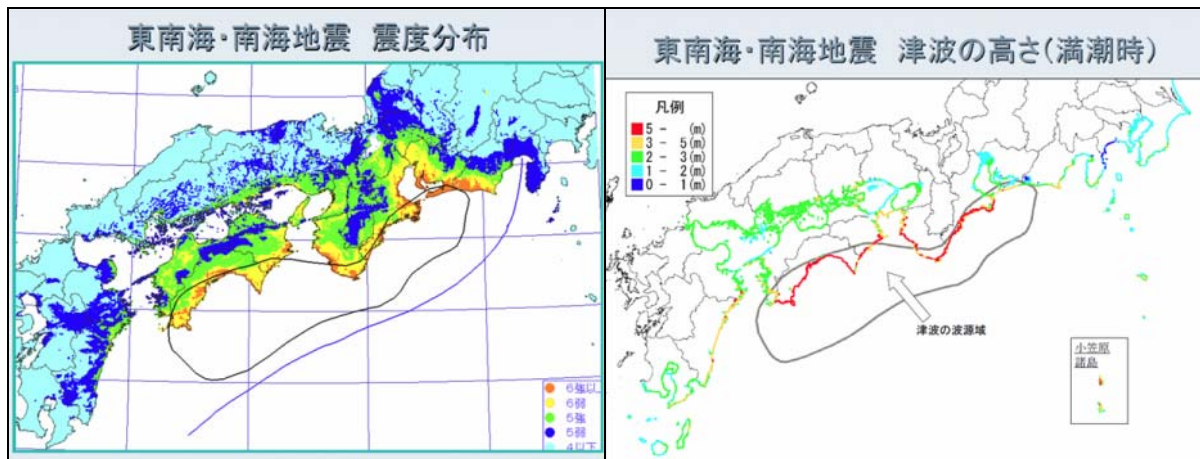 東南海・南海地震 震度分布
6強以
6弱
5強
5弱
4以下
東南海・南海地震 津波の高さ(満潮時)
凡例
5 - (m)
3 - 5(m)
2 - 3(m)
1 - 2(m)
0 - 1(m)
津波の波源域
小笠原
諸島